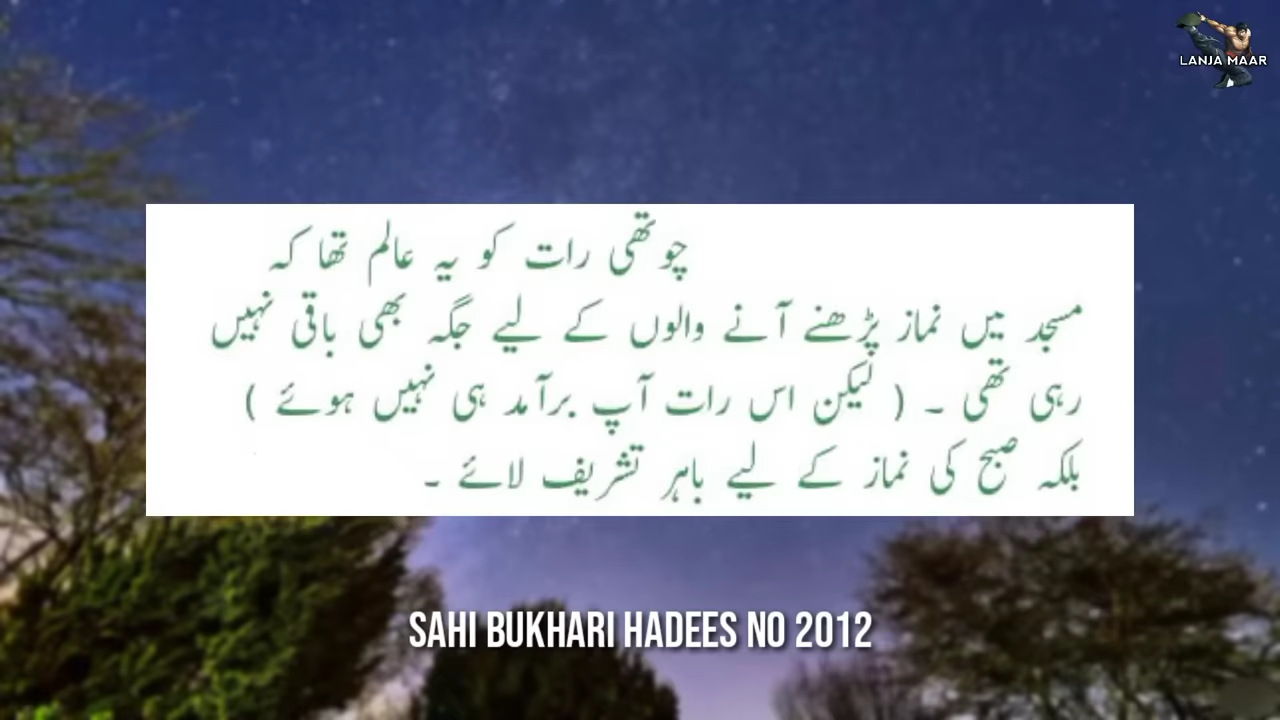 LANJA MAAR
چوتھی رات کو یہ عالم تھا کہ
مسجد میں نماز پڑھنے آنے والوں کے لیے جگہ بھی باقی نہیں
رہی تھی ۔ ( لیکن اس رات آپ برآمد ہی نہیں ہوئے )
بلکہ صبح کی نماز کے لیے باہر تشریف لائے ۔
SAHI BUKHARI HADEES NO 2012